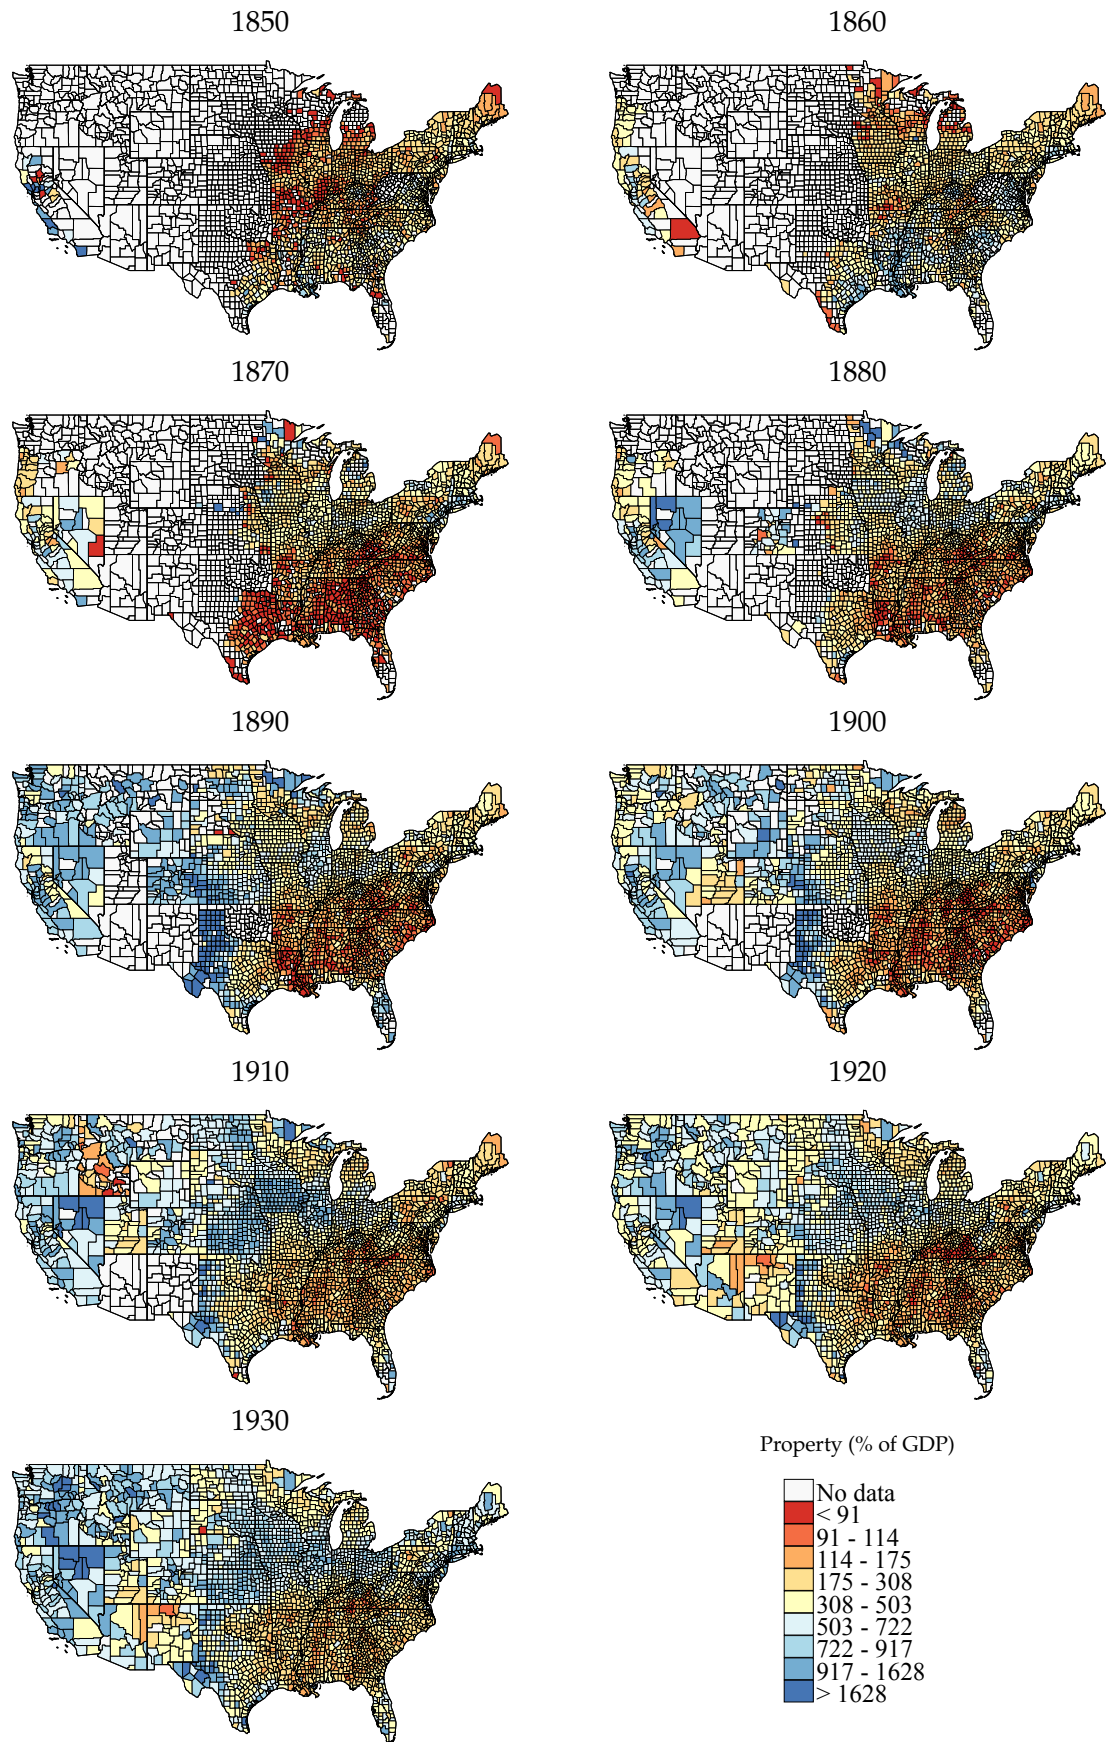 1850
1860
1870
1880
1890
1900
1910
1920
1930
Property (% of GDP)
No data
< 91
91 - 114
114 - 175
175 - 308
308 - 503
503 - 722
722 - 917
917 - 1628
> 1628